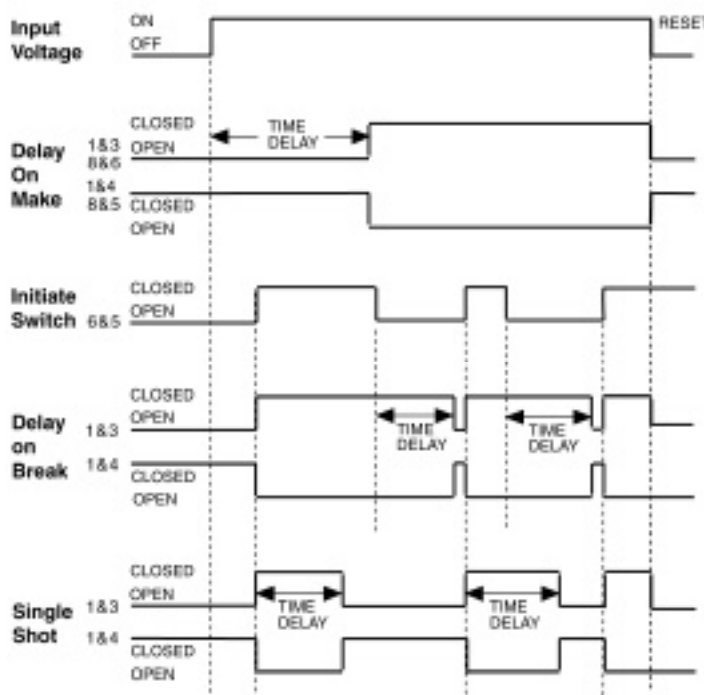 Input
Voltage
ON
OFF
RESET
Delay
On
Make
CLOSED
1&3
OPEN
8&6
1&4
8&5
CLOSED
OPEN
TIME
DELAY
Initiate
Switch
CLOSED
OPEN
6&5
Delay
on
Break
CLOSED
OPEN
1&3
1&4
CLOSED
OPEN
TIME
DELAY
TIME
DELAY
Single
Shot
CLOSED
OPEN
1&3
1&4
CLOSED
OPEN
TIME
DELAY
TIME
DELAY